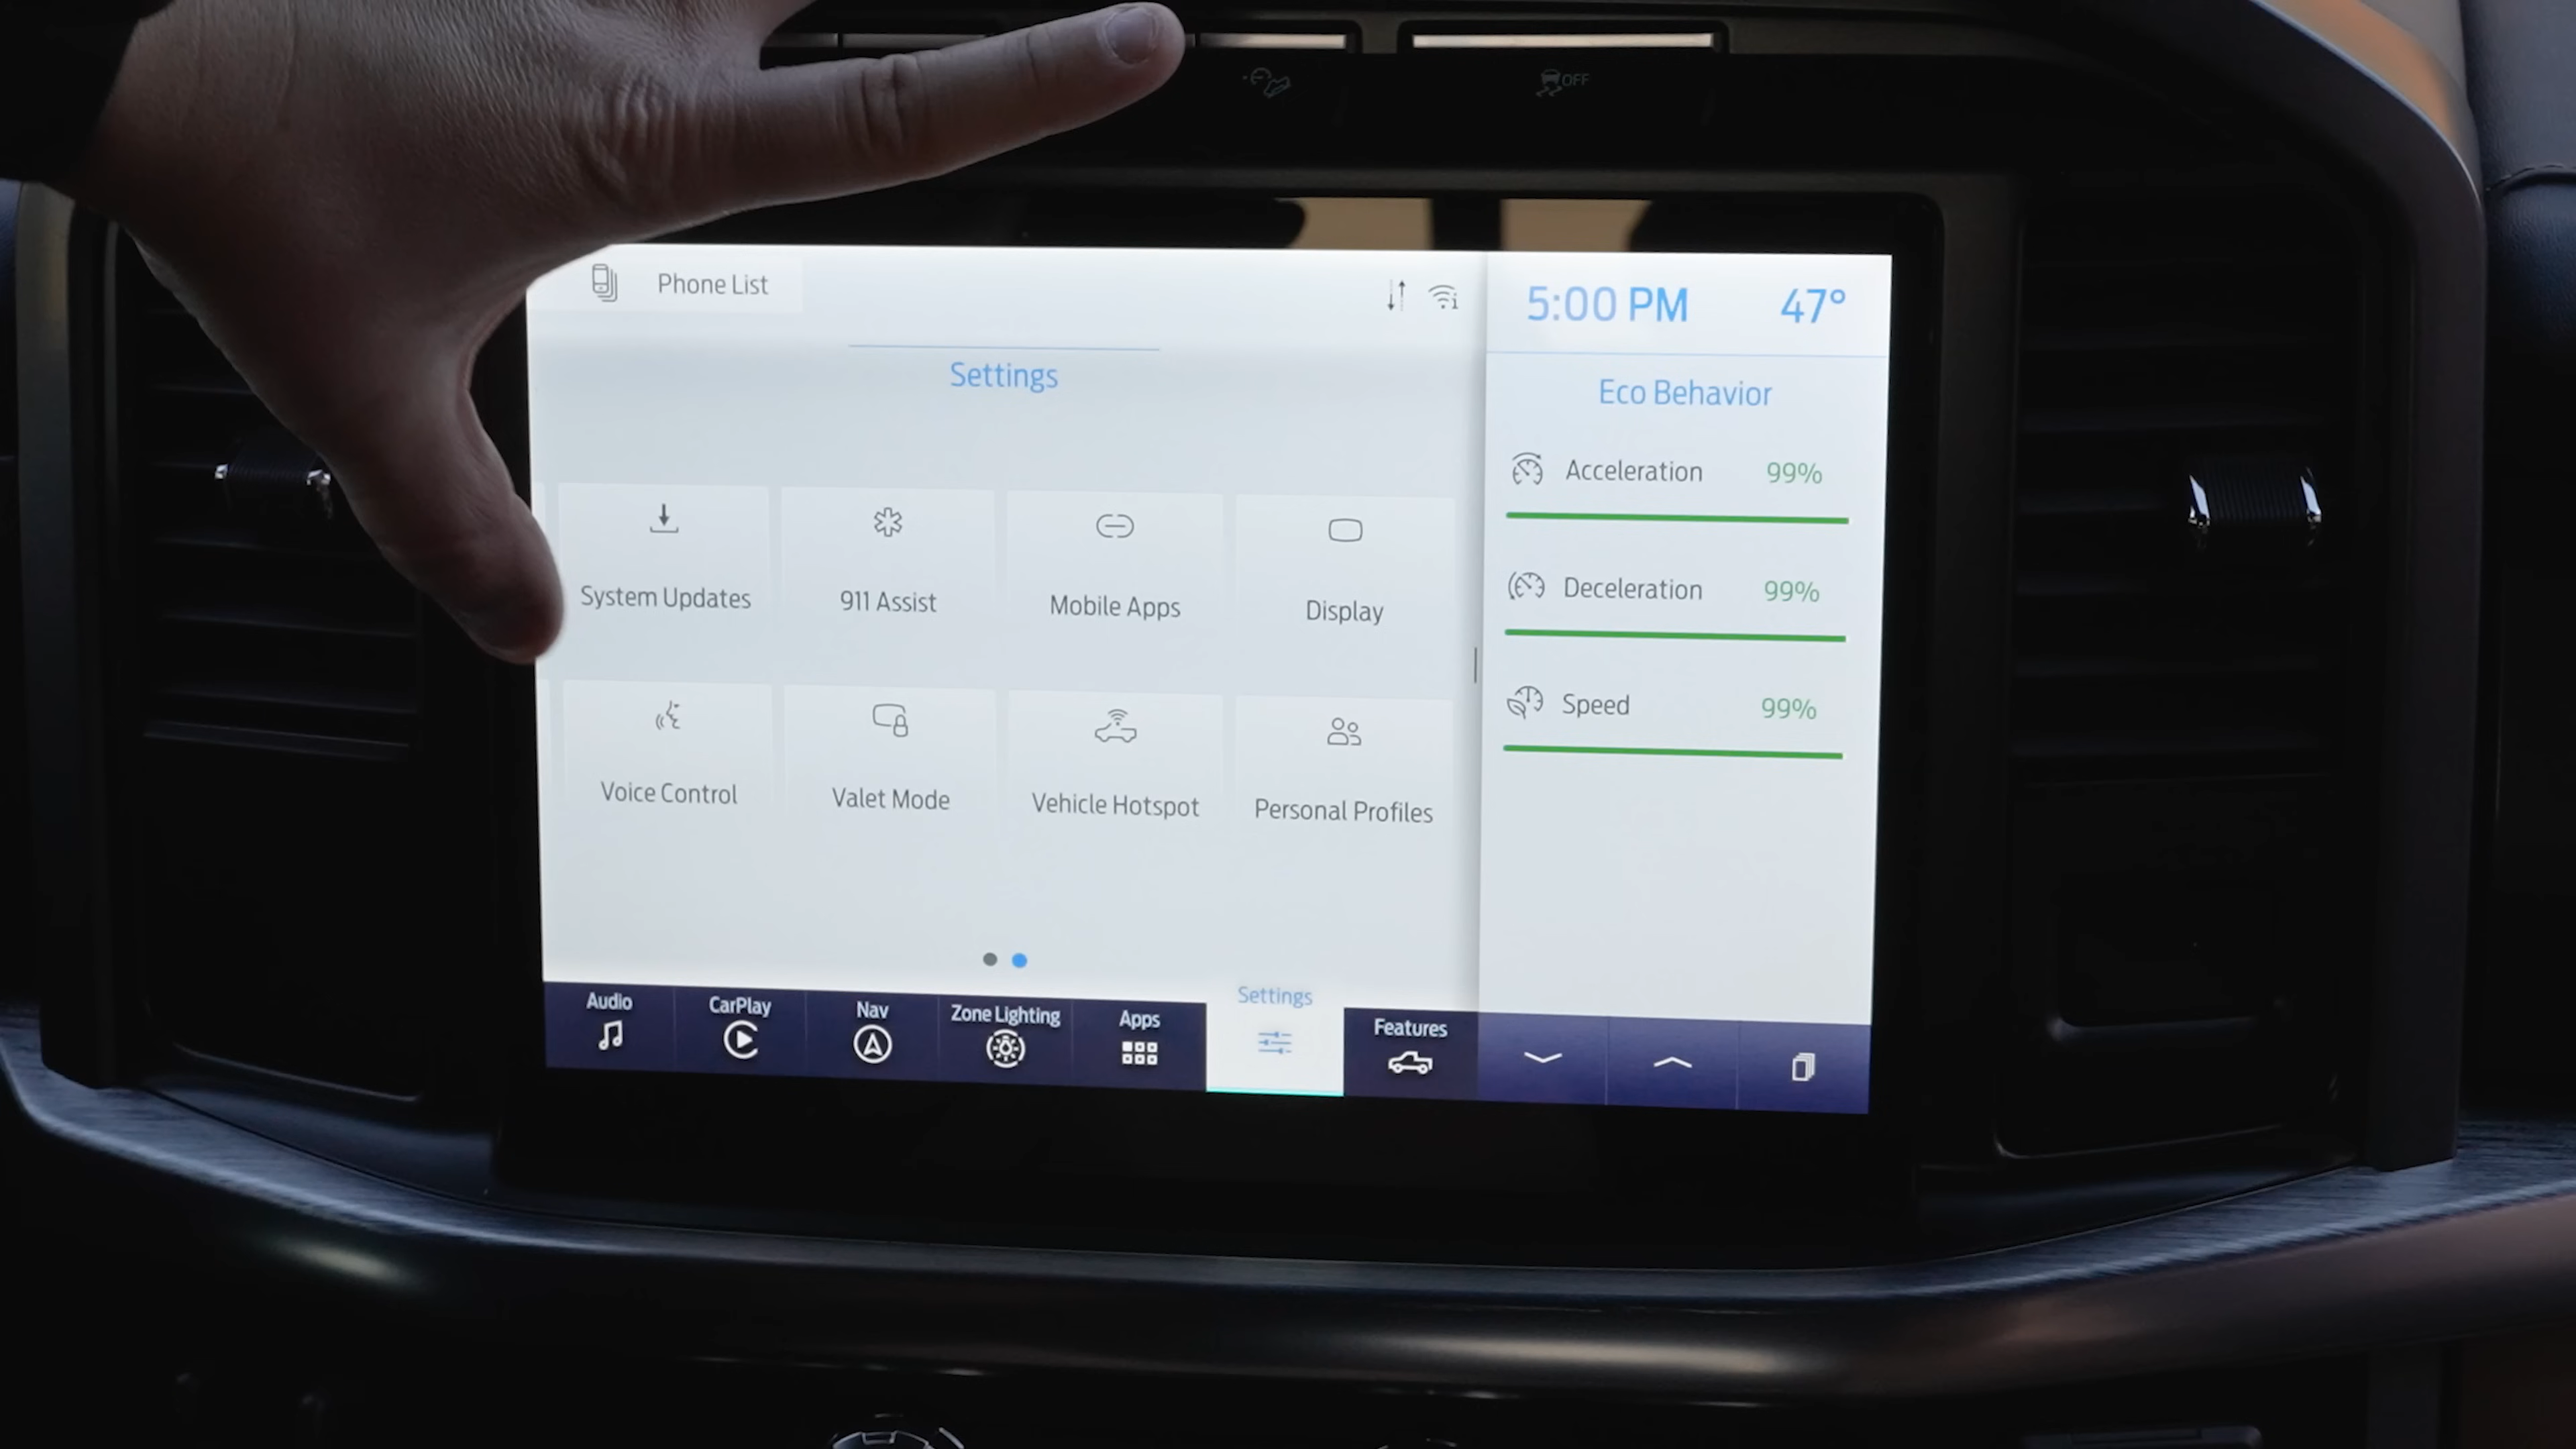 OFF
Phone List
5:00 PM 47°
Settings
Eco Behavior
Acceleration 99%
Deceleration 99%
Speed 99%
System Updates
911 Assist
Mobile Apps
Display
Voice Control
Valet Mode
Vehicle Hotspot
Personal Profiles
Audio
CarPlay
Nav
Zone Lighting
Apps
Settings
Features